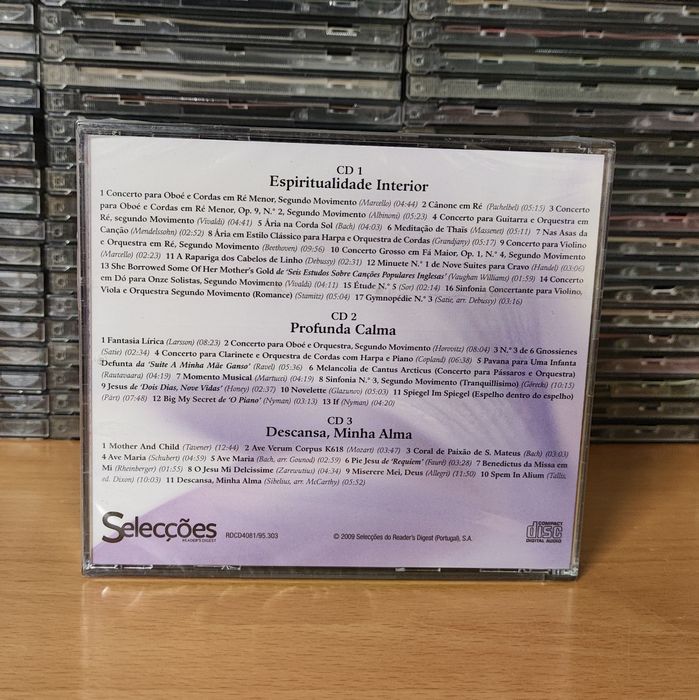 CD 1
Espiritualidade Interior
1 Concerto para Oboé e Cordas em Ré Menor, Segundo Movimento (Marcello) (04:44) 2 Cânone em Ré (Pachelbel) (05:15) 3 Concerto
para Oboé e Cordas em Ré Menor, Op. 9, N.º 2, Segundo Movimento (Albinoni) (05:23) 4 Concerto para Guitarra e Orquestra em
Ré, segundo Movimento (Vivaldi) (04:41) 5 Ária na Corda Sol (Bach) (04:03) 6 Meditação de Thaís (Massenet) (05:11) 7 Nas Asas da
Canção (Mendelssohn) (02:52) 8 Ária em Estilo Clássico para Harpa e Orquestra de Cordas (Grandjany) (05:17) 9 Concerto para Violino
e Orquestra em Ré, Segundo Movimento (Beethoven) (09:56) 10 Concerto Grosso em Fá Maior, Op. 1, N.º 4, Segundo Movimento
(Marcello) (02:23) 11 A Rapariga dos Cabelos de Linho (Debussy) (02:31) 12 Minuete N.º 1 de Nove Suites para Cravo (Handel) (03:06)
13 She Borrowed Some Of Her Mother's Gold de 'Seis Estudos Sobre Canções Populares Inglesas' (Vaughan Williams) (01:59) 14 Concerto
em Dó para Onze Solistas, Segundo Movimento (Vivaldi) (04:11) 15 Étude N.º 5 (Sor) (02:14) 16 Sinfonia Concertante para Violino,
Viola e Orquestra Segundo Movimento (Romance) (Stamitz) (05:04) 17 Gymnopédie N.º 3 (Satie, arr. Debussy) (03:16)
CD 2
Profunda Calma
1 Fantasia Lírica (Larsson) (08:23) 2 Concerto para Oboé e Orquestra, Segundo Movimento (Horovitz) (08:04) 3 N.º 3 de 6 Gnossienes
(Satie) (02:34) 4 Concerto para Clarinete e Orquestra de Cordas com Harpa e Piano (Copland) (06:38) 5 Pavana para Uma Infanta
Defunta da 'Suite A Minha Mãe Ganso' (Ravel) (05:36) 6 Melancolia de Cantus Arcticus (Concerto para Pássaros e Orquestra)
(Rautavaara) (04:19) 7 Momento Musical (Martucci) (04:19) 8 Sinfonia N.º 3, Segundo Movimento (Tranquillisimo) (Górecki) (10:15)
9 Jesus de 'Dois Dias, Nove Vidas' (Honey) (02:37) 10 Novelette (Glazunov) (05:03) 11 Spiegel Im Spiegel (Espelho dentro do espelho)
(Pärt) (07:48) 12 Big My Secret de 'O Piano' (Nyman) (03:13) 13 If (Nyman) (04:20)
CD 3
Descansa, Minha Alma
1 Mother And Child (Tavener) (12:44) 2 Ave Verum Corpus K618 (Mozart) (03:47) 3 Coral de Paixão de S. Mateus (Bach) (03:03)
4 Ave Maria (Schubert) (04:59) 5 Ave Maria (Bach, arr. Gounod) (02:59) 6 Pie Jesu de 'Requiem' (Fauré) (03:28) 7 Benedictus da Missa em
Mi (Rheinberger) (01:55) 8 O Jesu Mi Delcissime (Zarewutius) (04:34) 9 Miserere Mei, Deus (Allegri) (11:50) 10 Spem In Alium (Tallis,
ed. Dixon) (10:03) 11 Descansa, Minha Alma (Sibelius, arr. McCarthy) (05:52)
Selecções
READER'S DIGEST
RDCD4081/95.303
© 2009 Selecções do Reader's Digest (Portugal), S.A.
COMPACT
disc
DIGITAL AUDIO